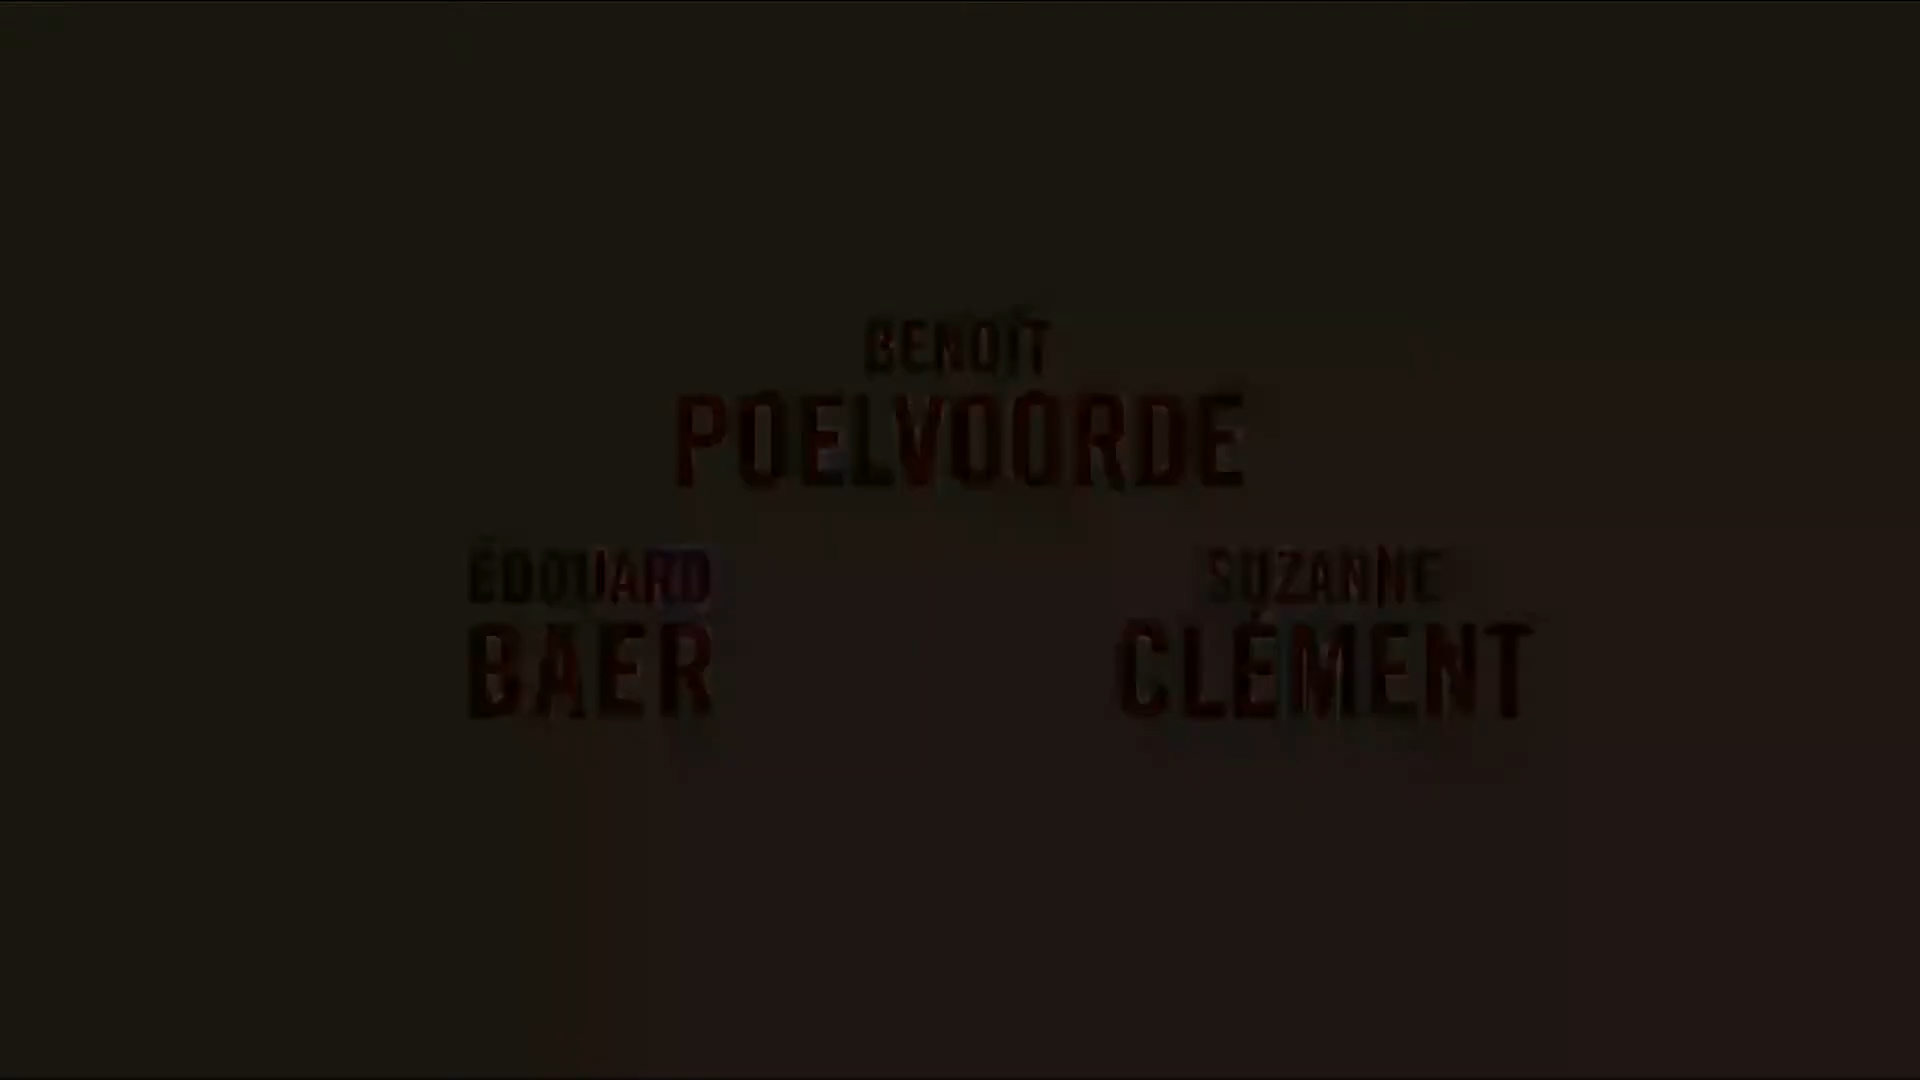 BENOÎT
POELVOORDE
ÉDOUARD
BAER
SUZANNE
CLÉMENT